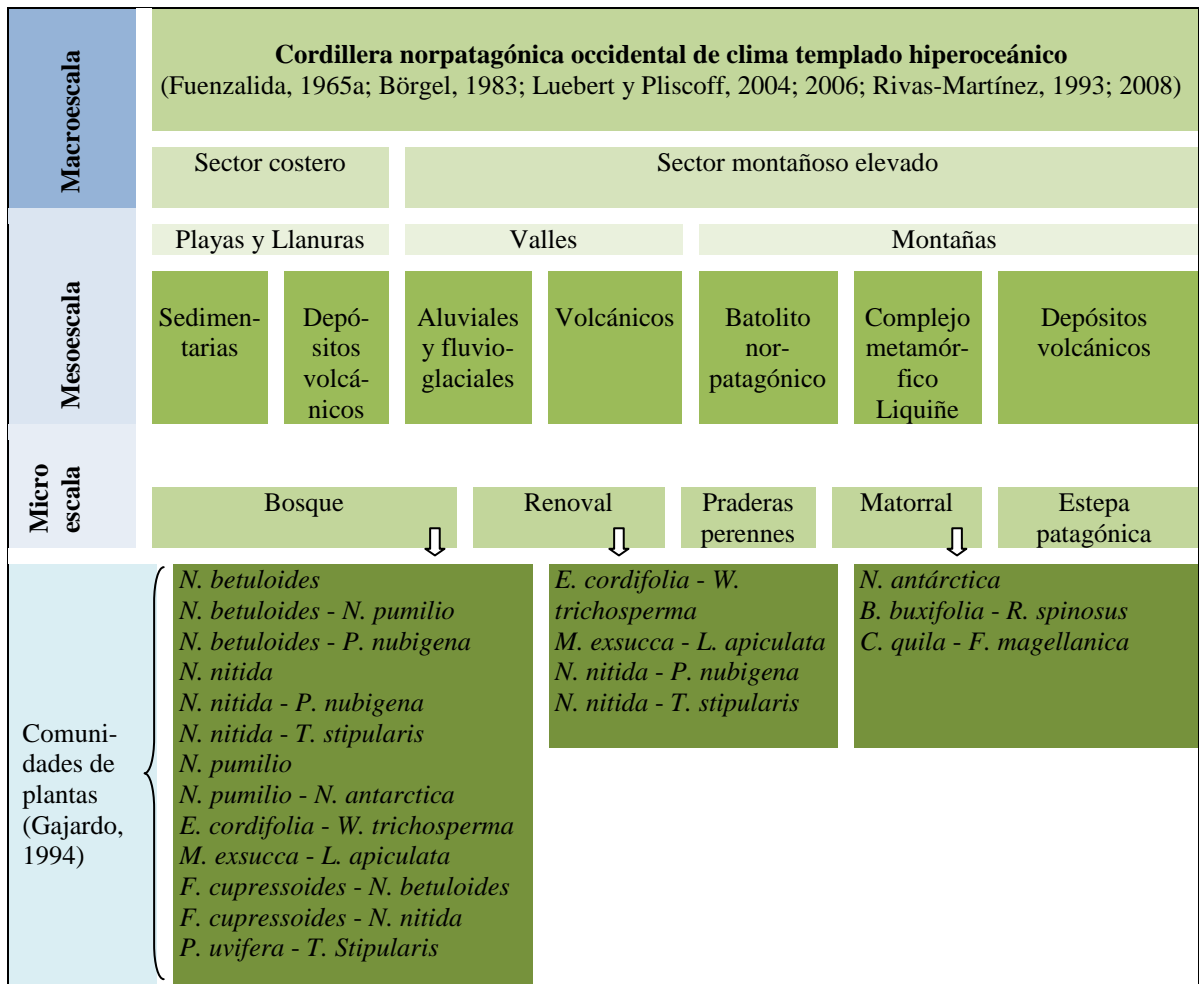 Macroescala
Cordillera norpatagónica occidental de clima templado hiperoceánico
(Fuenzalida, 1965a; Börgel, 1983; Luebert y Pliscoff, 2004; 2006; Rivas-Martínez, 1993; 2008)
Sector costero
Sector montañoso elevado
Mesoescala
Playas y Llanuras
Valles
Montañas
Sedimen-
tarias
Depó-
sitos
volcá-
nicos
Aluviales
y fluvio-
glaciales
Volcánicos
Batolito
nor-
patagónico
Complejo
metamór-
fico
Liquiñe
Depósitos
volcánicos
Micro
escala
Bosque
Renoval
Praderas
perennes
Matorral
Estepa
patagónica
Comuni-
dades de
plantas
(Gajardo,
1994)
N. betuloides
N. betuloides - N. pumilio
N. betuloides - P. nubigena
N. nitida
N. nitida - P. nubigena
N. nitida - T. stipularis
N. pumilio
N. pumilio - N. antarctica
E. cordifolia - W. trichosperma
M. exsucca - L. apiculata
F. cupressoides - N. betuloides
F. cupressoides - N. nitida
P. uvifera - T. Stipularis
E. cordifolia - W.
trichosperma
M. exsucca - L. apiculata
N. nitida - P. nubigena
N. nitida - T. stipularis
N. antárctica
B. buxifolia - R. spinosus
C. quila - F. magellanica